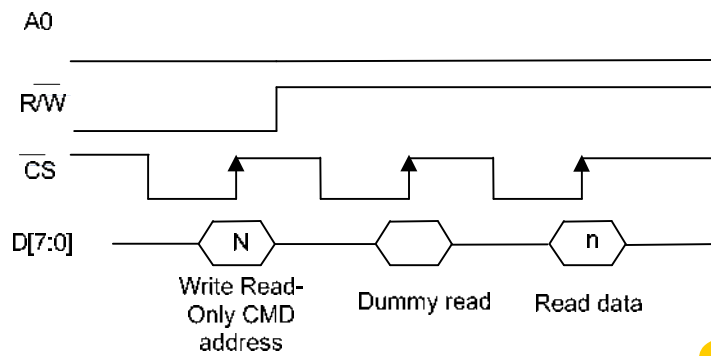 A0
R/W
CS
D[7:0]
N
n
Write Read-
Only CMD
address
Dummy read
Read data